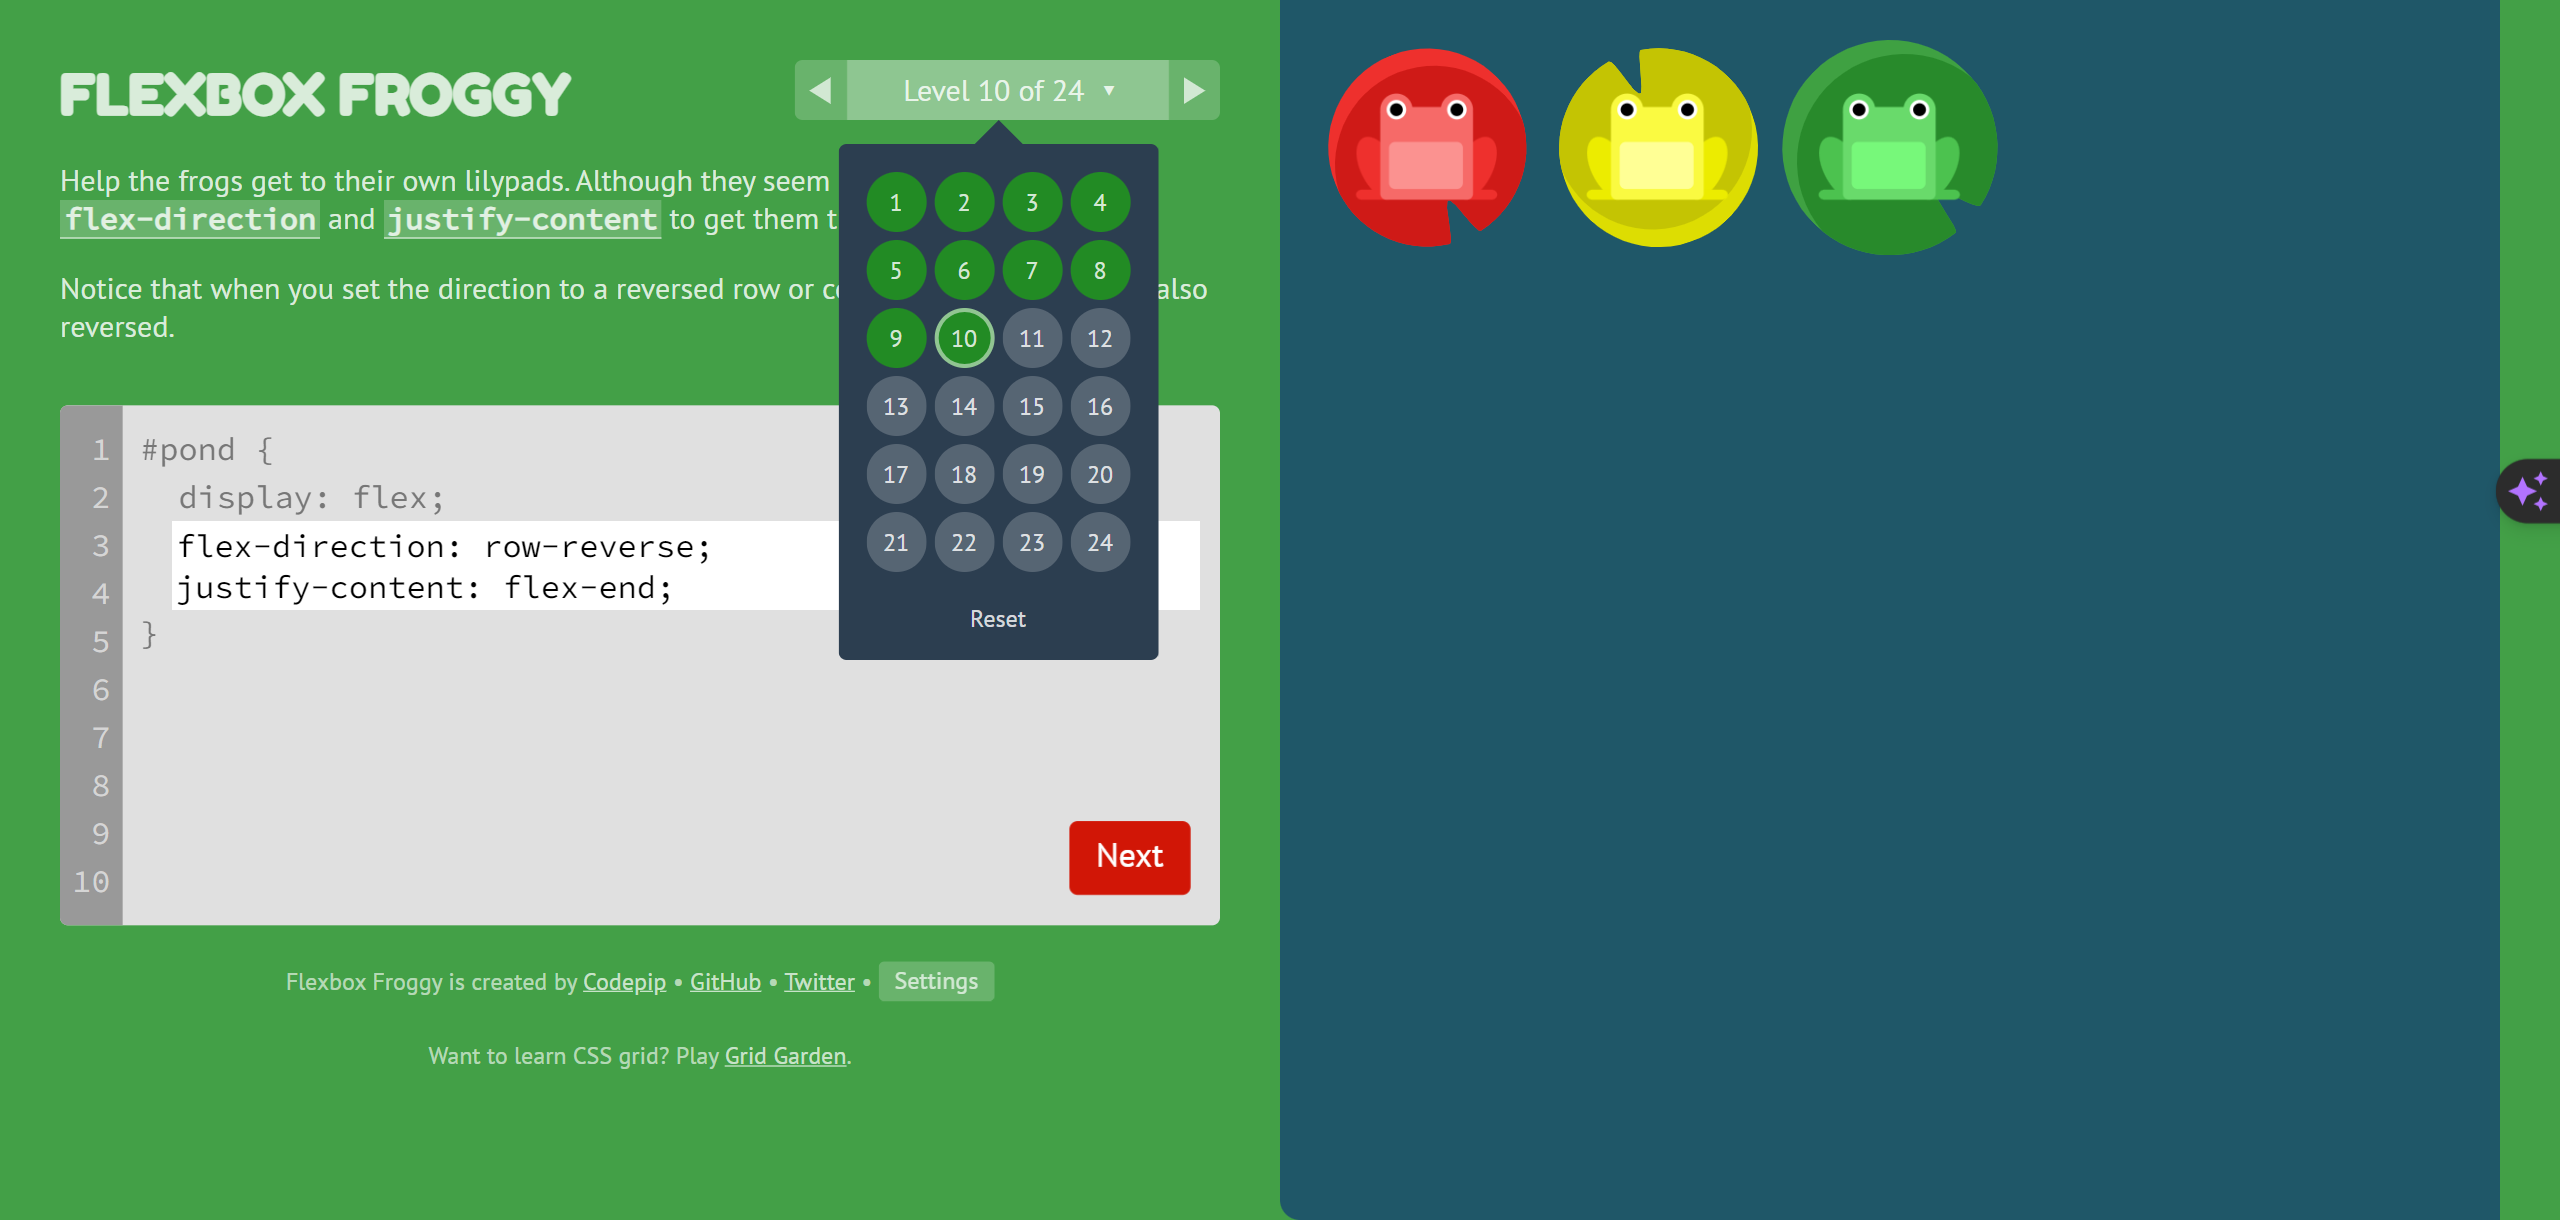 FLEXBOX FROGGY
Level 10 of 24 ▼
Help the frogs get to their own lilypads. Although they seem
flex-direction and justify-content to get them
Notice that when you set the direction to a reversed row or also
reversed.
1 2 3 4
5 6 7 8
9 10 11 12
13 14 15 16
17 18 19 20
21 22 23 24
Reset
1 #pond {
2 display: flex;
3 flex-direction: row-reverse;
4 justify-content: flex-end;
5 }
6
7
8
9
10
Next
Flexbox Froggy is created by Codepip • GitHub • Twitter • Settings
Want to learn CSS grid? Play Grid Garden.